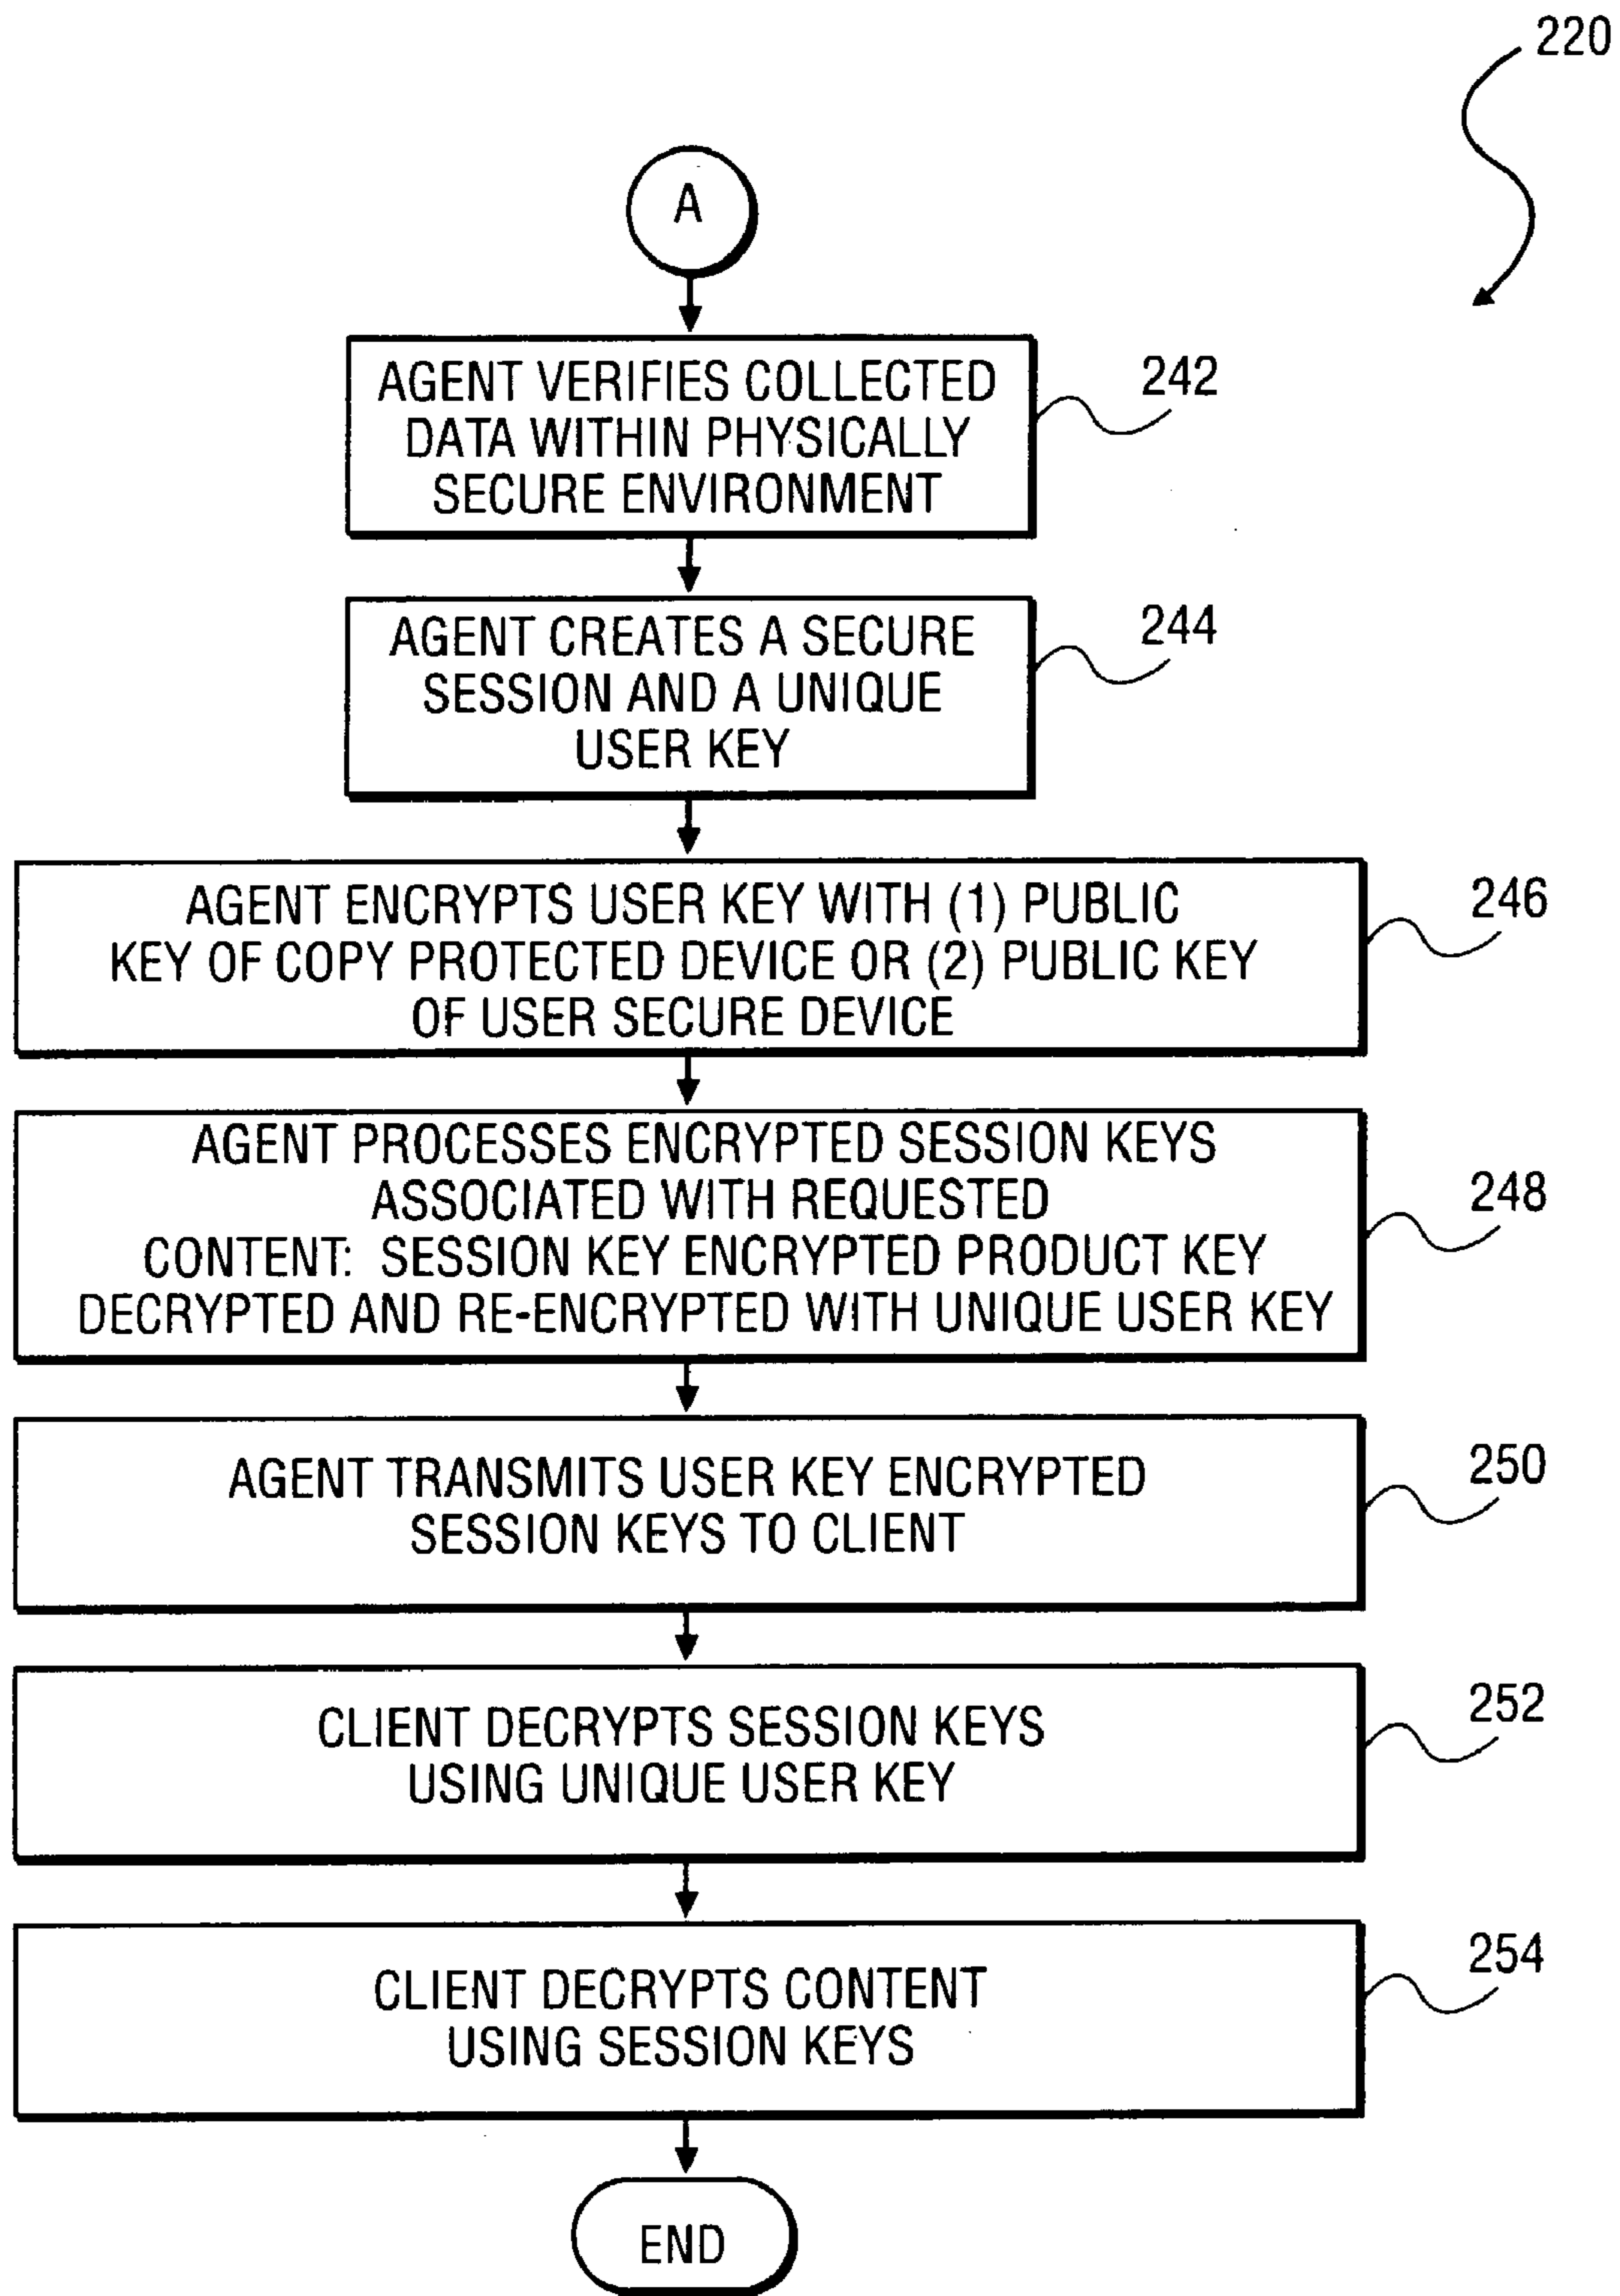 220
A
AGENT VERIFIES COLLECTED
DATA WITHIN PHYSICALLY
SECURE ENVIRONMENT
242
AGENT CREATES A SECURE
SESSION AND A UNIQUE
USER KEY
244
AGENT ENCRYPTS USER KEY WITH (1) PUBLIC
KEY OF COPY PROTECTED DEVICE OR (2) PUBLIC KEY
OF USER SECURE DEVICE
246
AGENT PROCESSES ENCRYPTED SESSION KEYS
ASSOCIATED WITH REQUESTED
CONTENT: SESSION KEY ENCRYPTED PRODUCT KEY
DECRYPTED AND RE-ENCRYPTED WITH UNIQUE USER KEY
248
AGENT TRANSMITS USER KEY ENCRYPTED
SESSION KEYS TO CLIENT
250
CLIENT DECRYPTS SESSION KEYS
USING UNIQUE USER KEY
252
CLIENT DECRYPTS CONTENT
USING SESSION KEYS
254
END